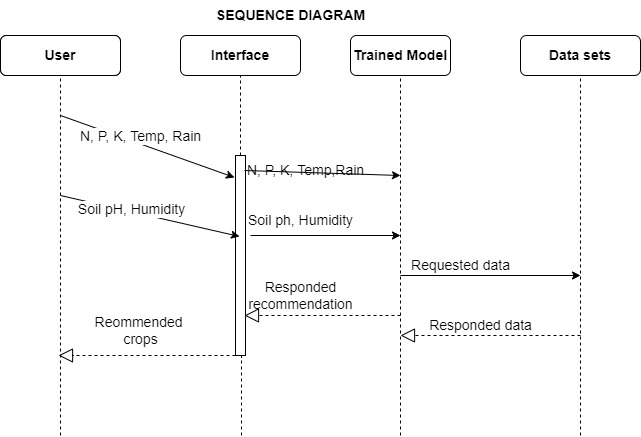 SEQUENCE DIAGRAM
User
Interface
Trained Model
Data sets
N, P, K, Temp, Rain
N, P, K, Temp,Rain
Soil pH, Humidity
Soil ph, Humidity
Requested data
Responded
recommendation
Responded data
Reommended
crops